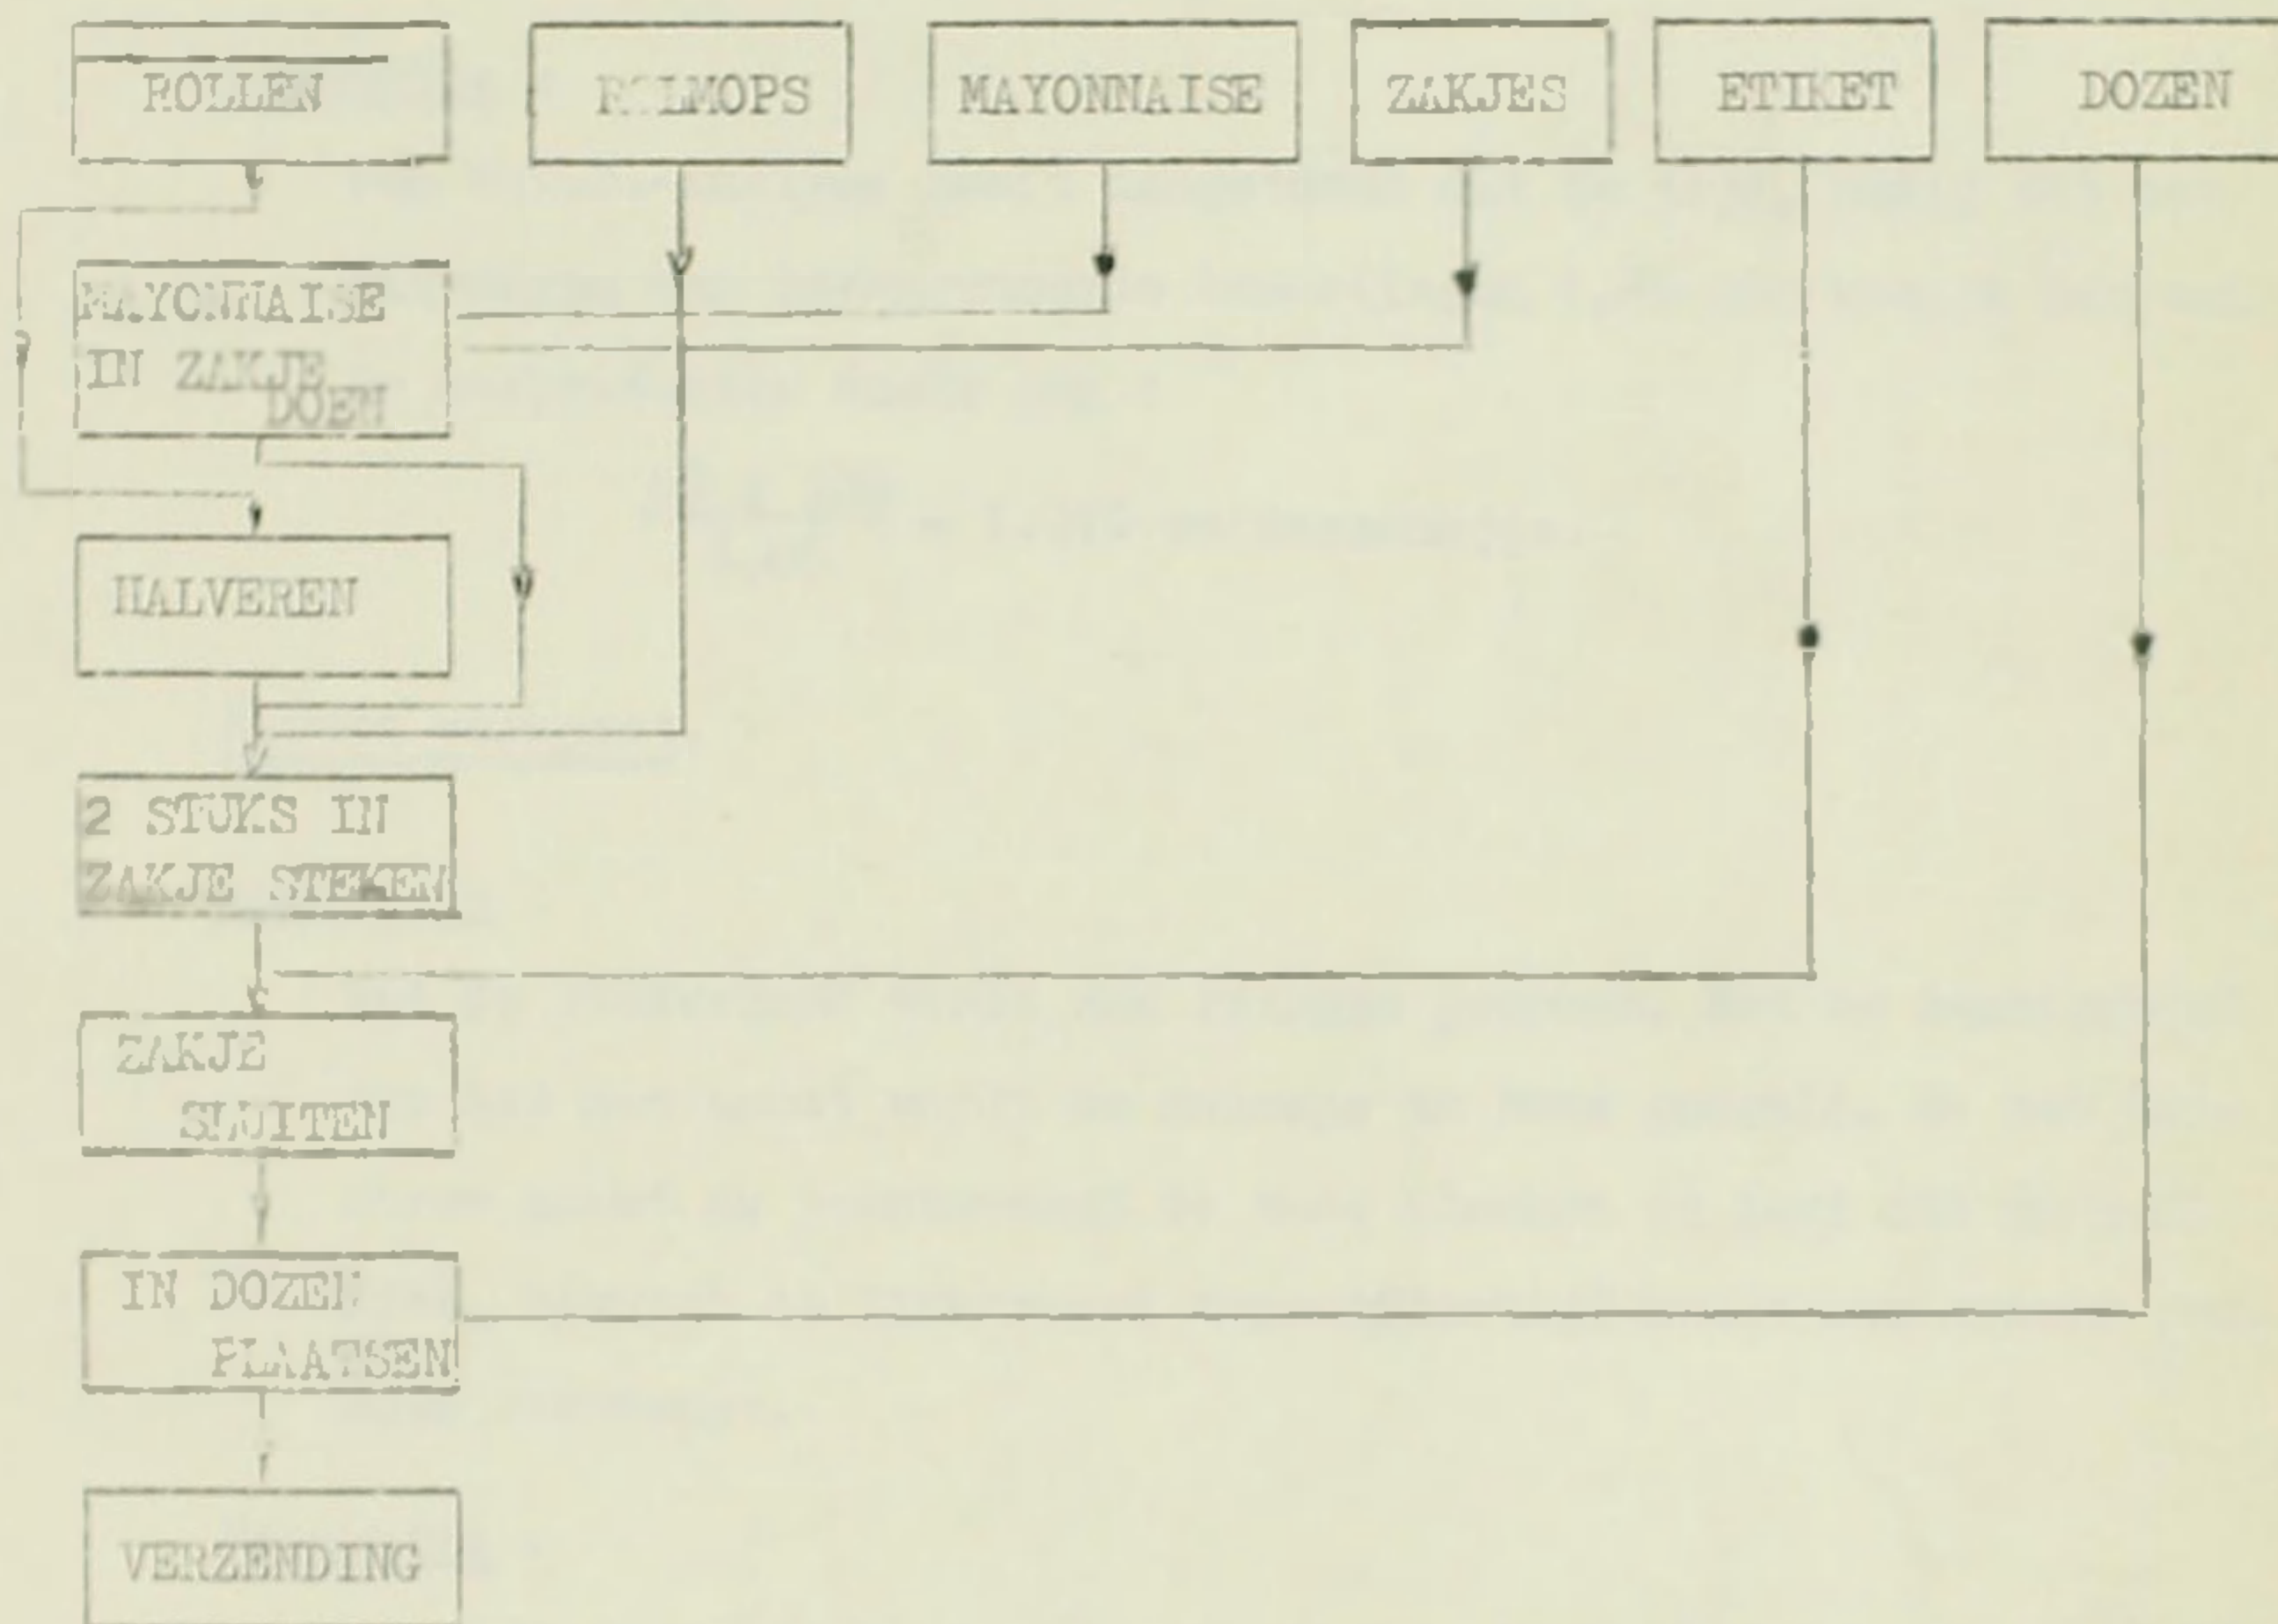 ROLLEN
ROLMOPS
MAYONNAISE
ZAKJES
ETIKET
DOZEN
MAYONNAISE
IN ZAKJE
DOEN
HALVEREN
2 STUKS IN
ZAKJE STEKEN
ZAKJE
SLUITEN
IN DOZEN
PLAATSEN
VERZENDING